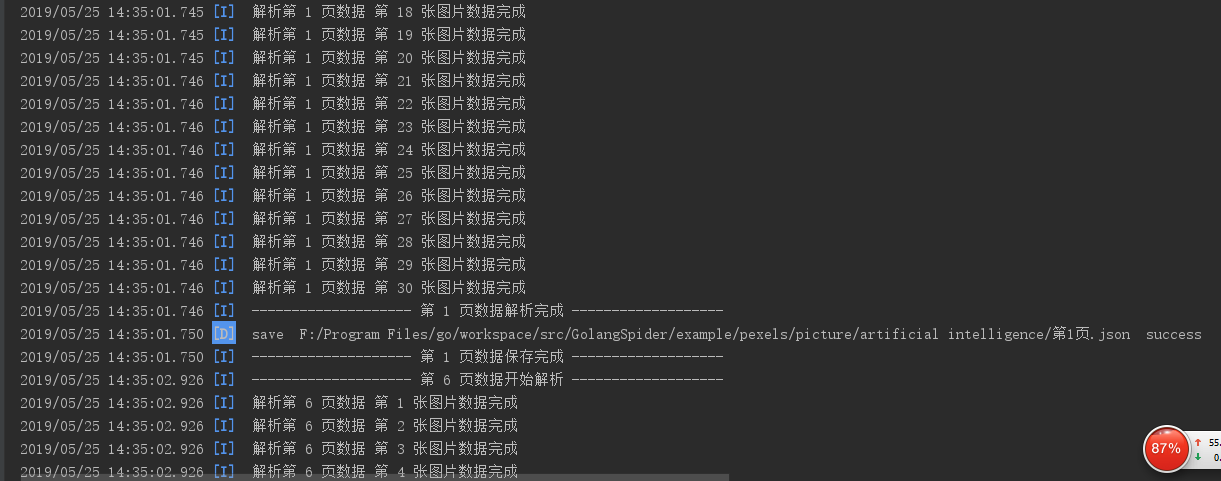 2019/05/25 14:35:01.745 [I] 解析第 1 页数据 第 18 张图片数据完成
2019/05/25 14:35:01.745 [I] 解析第 1 页数据 第 19 张图片数据完成
2019/05/25 14:35:01.745 [I] 解析第 1 页数据 第 20 张图片数据完成
2019/05/25 14:35:01.746 [I] 解析第 1 页数据 第 21 张图片数据完成
2019/05/25 14:35:01.746 [I] 解析第 1 页数据 第 22 张图片数据完成
2019/05/25 14:35:01.746 [I] 解析第 1 页数据 第 23 张图片数据完成
2019/05/25 14:35:01.746 [I] 解析第 1 页数据 第 24 张图片数据完成
2019/05/25 14:35:01.746 [I] 解析第 1 页数据 第 25 张图片数据完成
2019/05/25 14:35:01.746 [I] 解析第 1 页数据 第 26 张图片数据完成
2019/05/25 14:35:01.746 [I] 解析第 1 页数据 第 27 张图片数据完成
2019/05/25 14:35:01.746 [I] 解析第 1 页数据 第 28 张图片数据完成
2019/05/25 14:35:01.746 [I] 解析第 1 页数据 第 29 张图片数据完成
2019/05/25 14:35:01.746 [I] 解析第 1 页数据 第 30 张图片数据完成
2019/05/25 14:35:01.746 [I] -------------------- 第 1 页数据解析完成 -------------------
2019/05/25 14:35:01.750 [D] save F:/Program Files/go/workspace/src/GolangSpider/example/pexels/picture/artificial intelligence/第1页.json success
2019/05/25 14:35:01.750 [I] -------------------- 第 1 页数据保存完成 -------------------
2019/05/25 14:35:02.926 [I] -------------------- 第 6 页数据开始解析 -------------------
2019/05/25 14:35:02.926 [I] 解析第 6 页数据 第 1 张图片数据完成
2019/05/25 14:35:02.926 [I] 解析第 6 页数据 第 2 张图片数据完成
2019/05/25 14:35:02.926 [I] 解析第 6 页数据 第 3 张图片数据完成
2019/05/25 14:35:02.926 [I] 解析第 6 页数据 第 4 张图片数据完成
87%
↑ 55.
↓ 0.